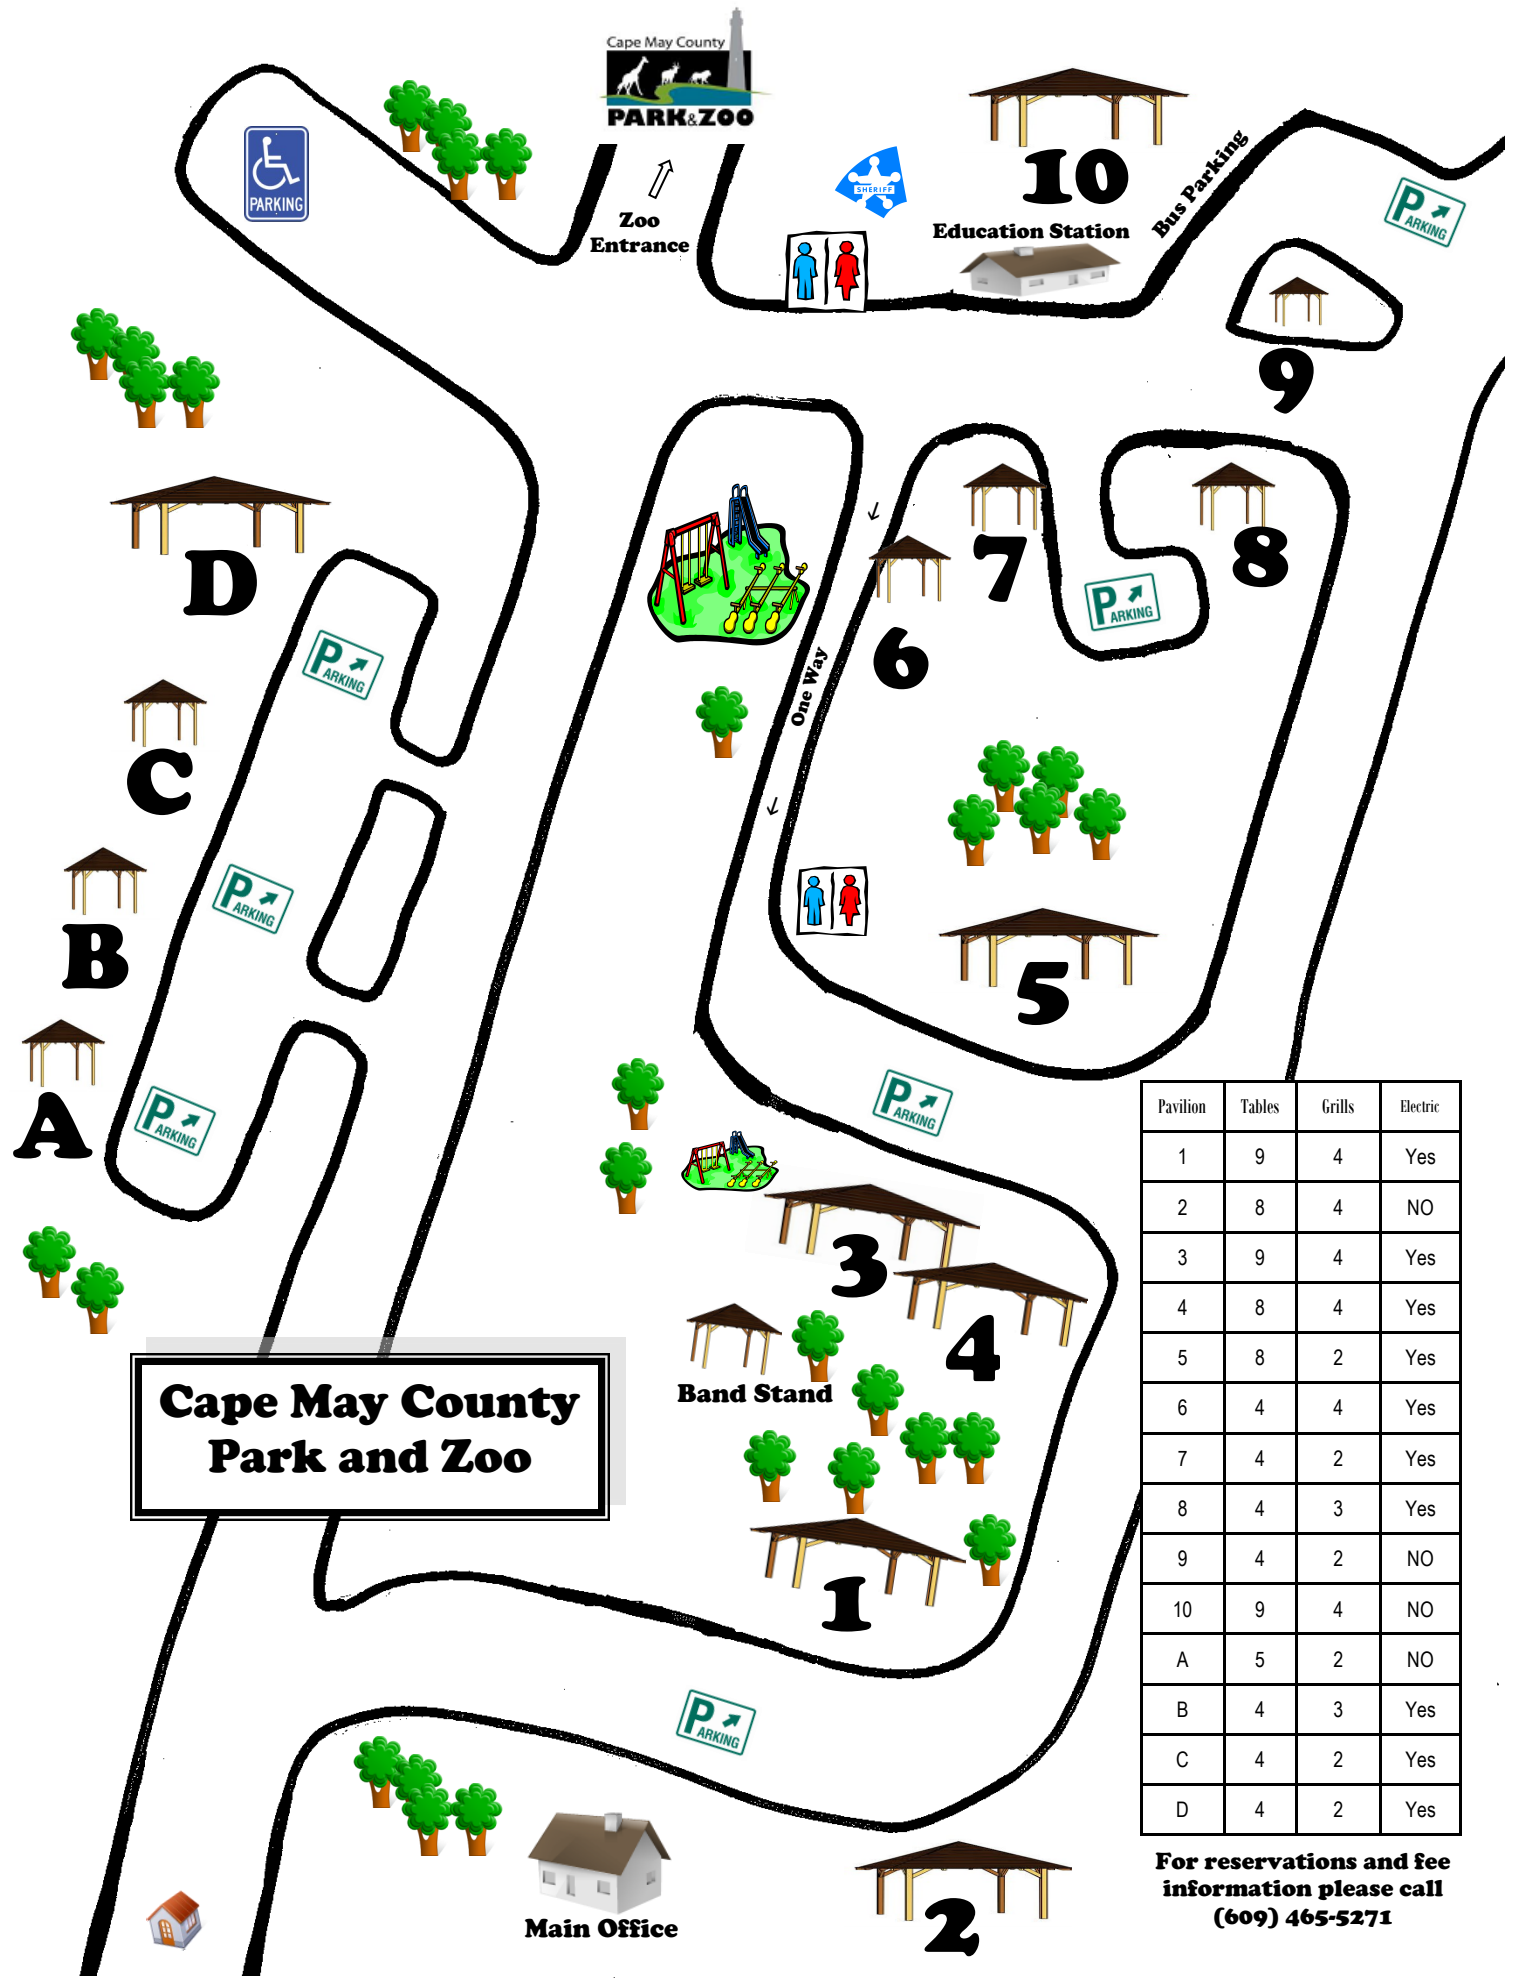 Cape May County
PARK&ZOO
PARKING
Zoo
Entrance
SHERIFF
10
Education Station
Bus Parking
PARKING
9
D
7
8
PARKING
6
One Way
PARKING
C
B
PARKING
5
A
PARKING
PARKING
3
4
Band Stand
Cape May County
Park and Zoo
1
PARKING
Main Office
2
Pavilion Tables Grills Electric
1 9 4 Yes
2 8 4 NO
3 9 4 Yes
4 8 4 Yes
5 8 2 Yes
6 4 4 Yes
7 4 2 Yes
8 4 3 Yes
9 4 2 NO
10 9 4 NO
A 5 2 NO
B 4 3 Yes
C 4 2 Yes
D 4 2 Yes
For reservations and fee
information please call
(609) 465-5271